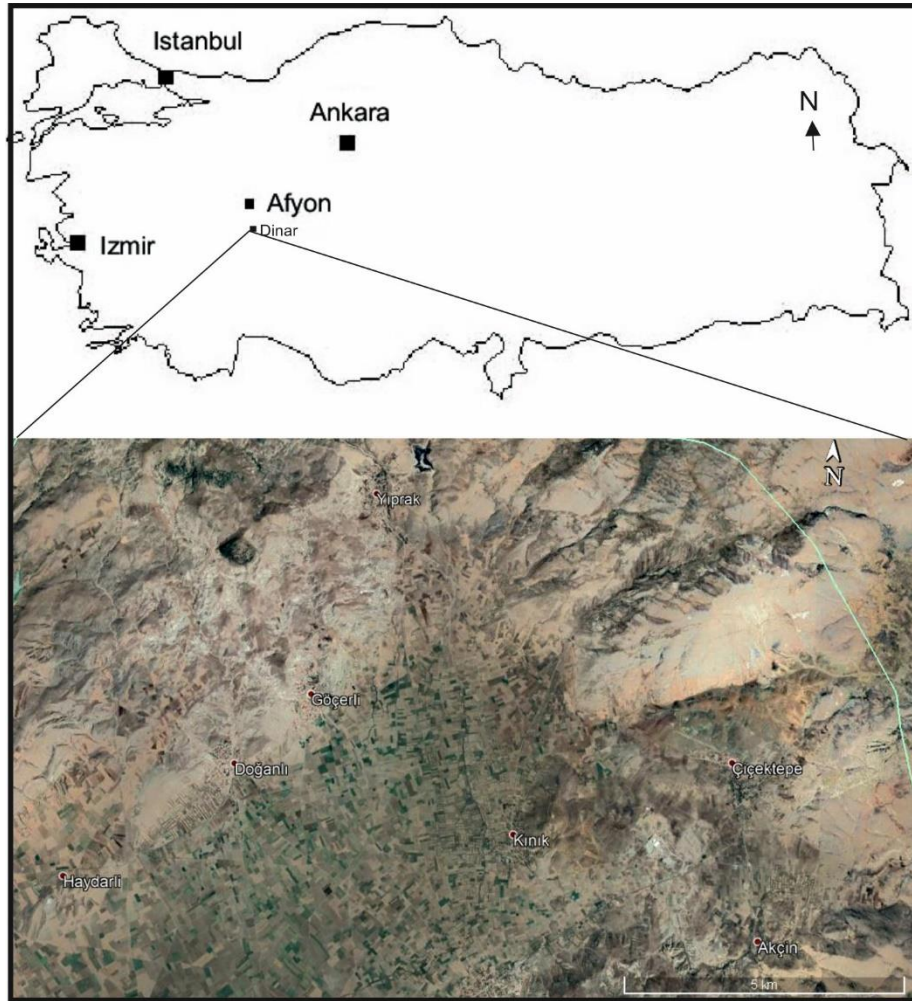 Istanbul
Ankara
N
Afyon
Dinar
Izmir
N
Yıprak
Göçerli
Doğanlı
Çiçektepe
Kınık
Haydarlı
Akçin
5 km